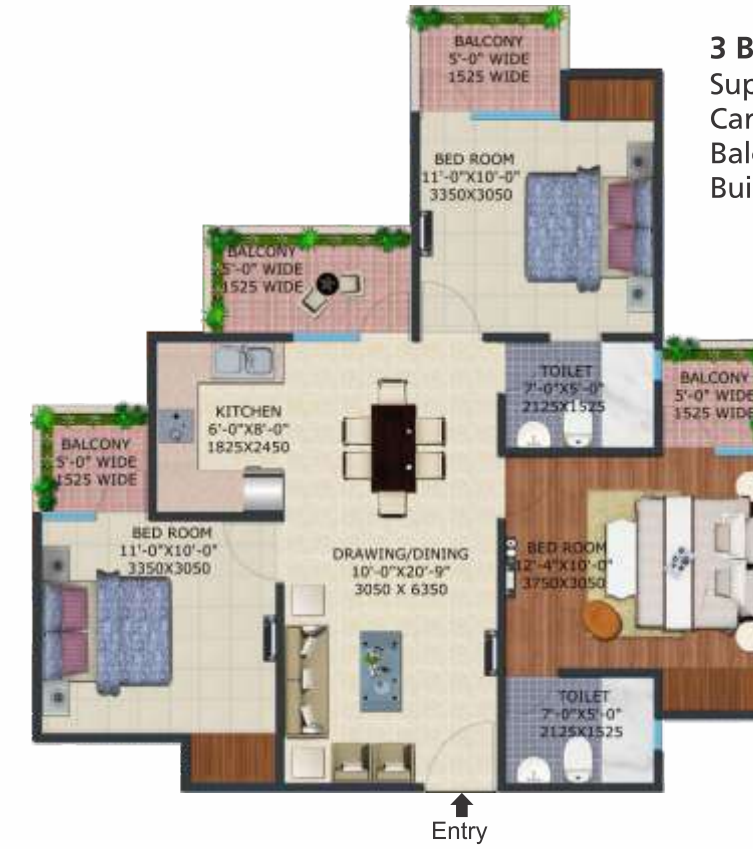 BALCONY
5'-0" WIDE
1525 WIDE
3 B
Sup
Car
Bal
Bui
BED ROOM
11'-0"X10'-0"
3350X3050
BALCONY
5'-0" WIDE
1525 WIDE
TOILET
7'-0"X5'-0"
2125X1525
BALCONY
5'-0" WIDE
1525 WIDE
KITCHEN
6'-0"X8'-0"
1825X2450
BALCONY
5'-0" WIDE
1525 WIDE
BED ROOM
11'-0"X10'-0"
3350X3050
DRAWING/DINING
10'-0"X20'-9"
3050 X 6350
BED ROOM
12'-4"X10'-0"
3750X3050
TOILET
7'-0"X5'-0"
2125X1525
Entry